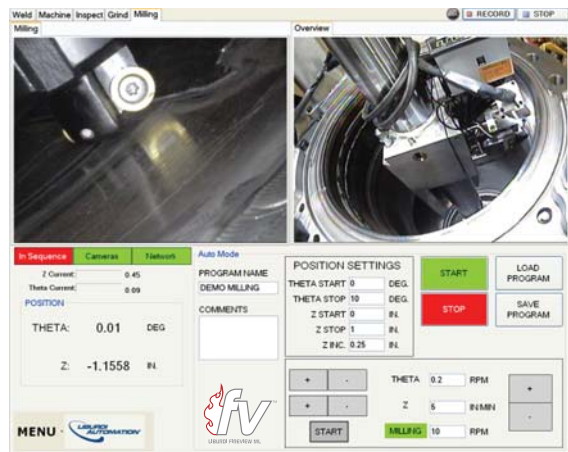 Weld Machine Inspect Grind Milling
RECORD STOP
Milling
Overview
In Sequence Cameras Network
Z Current: 0.45
Theta Current: 0.09
POSITION
THETA: 0.01 DEG
Z: -1.1558 IN.
MENU
LIBURDI AUTOMATION
Auto Mode
PROGRAM NAME
DEMO MILLING
COMMENTS
fv
POSITION SETTINGS
THETA START 0 DEG.
THETA STOP 10 DEG.
Z START 0 IN.
Z STOP 1 IN.
Z INC. 0.25 IN.
START
LOAD PROGRAM
STOP
SAVE PROGRAM
+ - THETA 0.2 RPM +
+ - Z 5 IN/MIN -
START MILLING 10 RPM